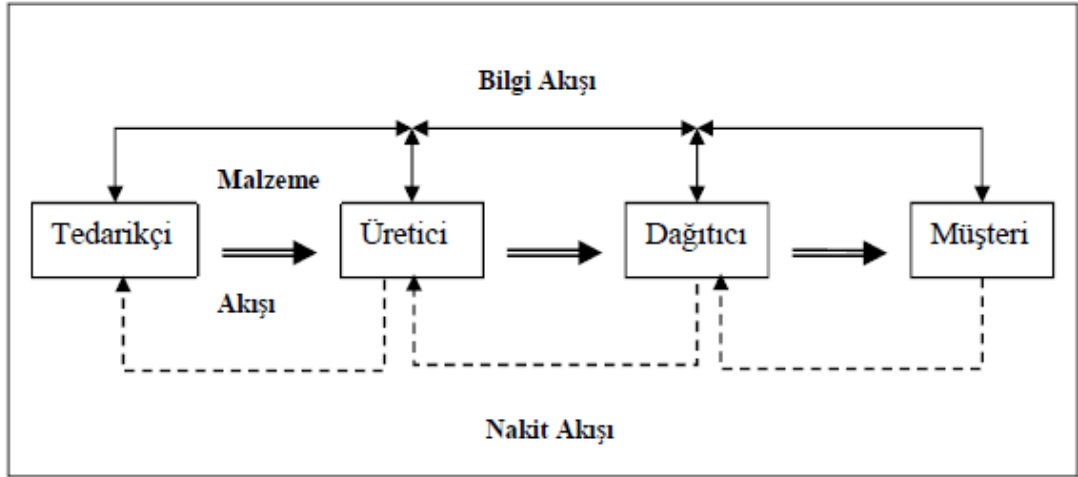 Bilgi Akışı
Malzeme
Tedarikçi
Üretici
Dağıtıcı
Müşteri
Akışı
Nakit Akışı